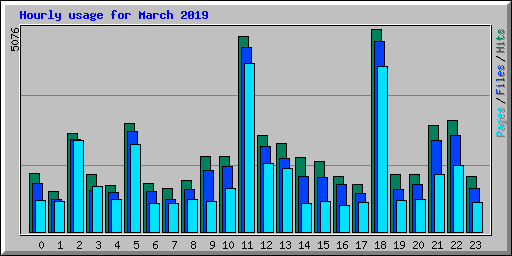 Hourly usage for March 2019
5076
Pages/Files/Hits
0 1 2 3 4 5 6 7 8 9 10 11 12 13 14 15 16 17 18 19 20 21 22 23